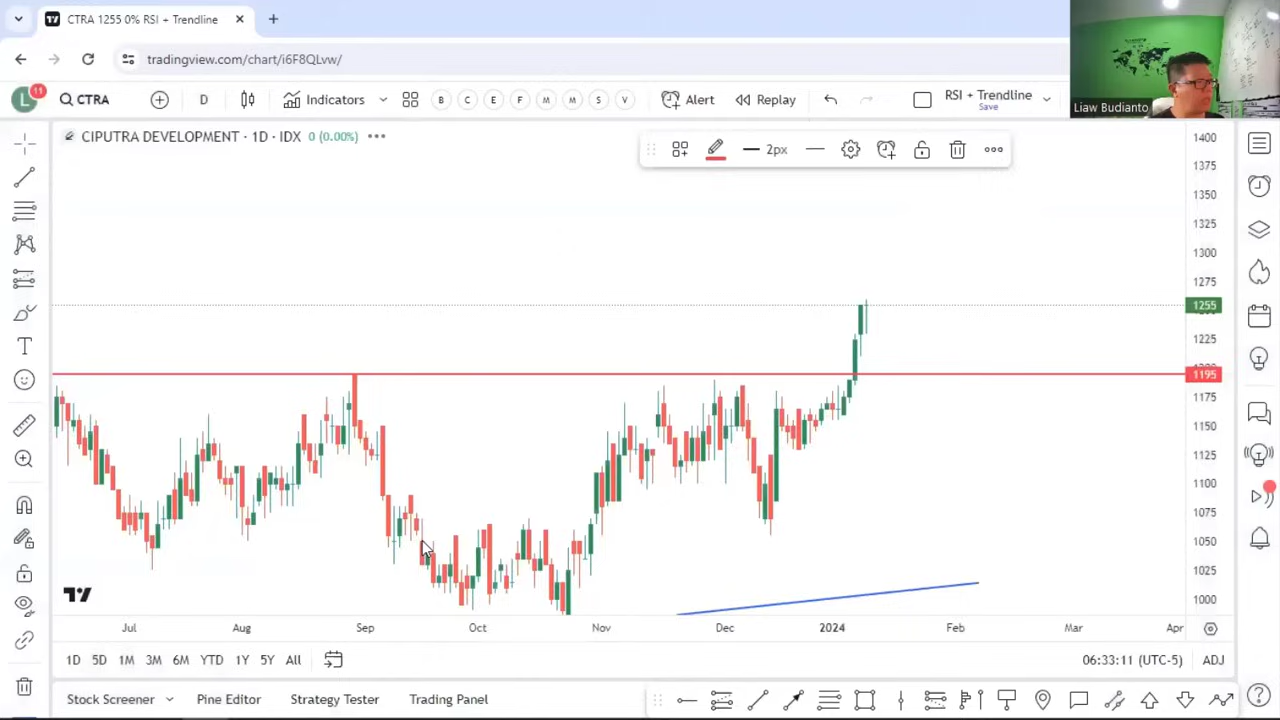 CTRA 1255 0% RSI + Trendline
tradingview.com/chart/i6F8QLvw/
Liaw Budianto
L
11
CTRA
D
Indicators
B C E F M M S V
Alert
Replay
RSI + Trendline
Save
CIPUTRA DEVELOPMENT · 1D · IDX 0 (0.00%)
2px
1400
1375
1350
1325
1300
1275
1255
1225
1195
1175
1150
1125
1100
1075
1050
1025
1000
Jul Aug Sep Oct Nov Dec 2024 Feb Mar Apr
1D 5D 1M 3M 6M YTD 1Y 5Y All
06:33:11 (UTC-5) ADJ
Stock Screener Pine Editor Strategy Tester Trading Panel